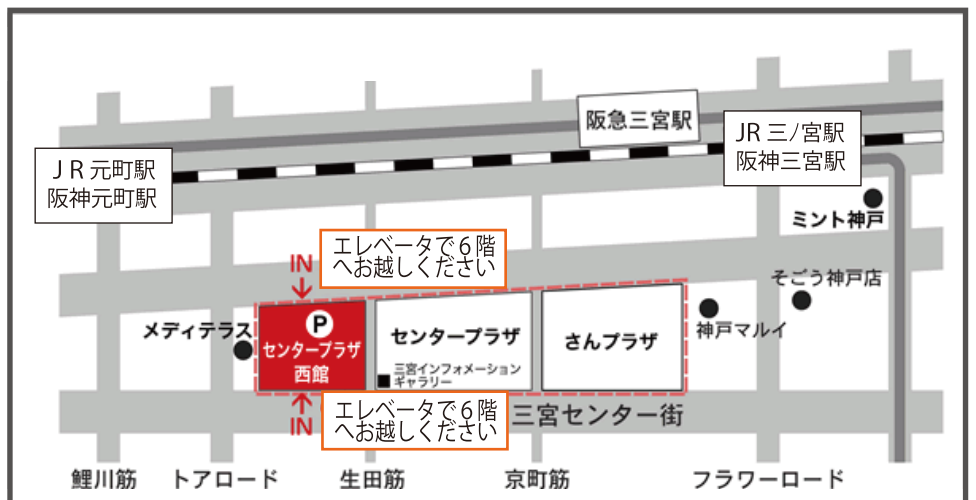 阪急三宮駅
JR 三ノ宮駅
阪神三宮駅
JR 元町駅
阪神元町駅
ミント神戸
エレベータで6階
へお越しください
IN
そごう神戸店
神戸マルイ
メディテラス
P
センタープラザ
西館
センタープラザ
三宮インフォメーション
ギャラリー
さんプラザ
IN
エレベータで6階
へお越しください
三宮センター街
鯉川筋
トアロード
生田筋
京町筋
フラワーロード